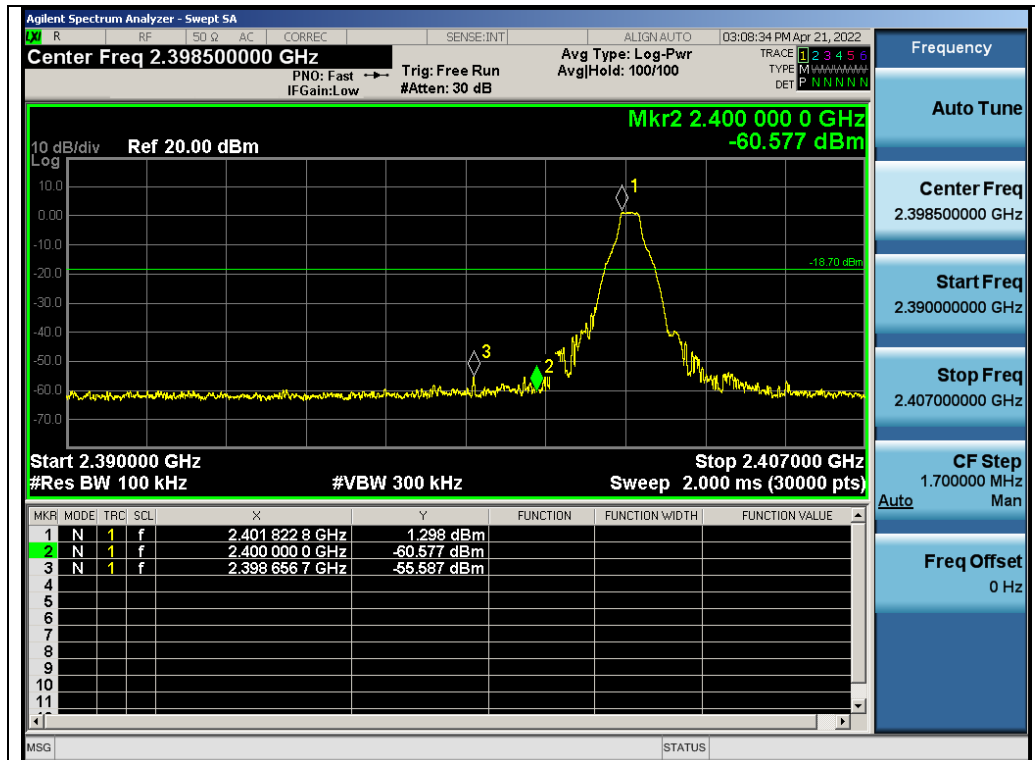 Agilent Spectrum Analyzer - Swept SA
LXI R RF 50 Ω AC CORREC SENSE:INT ALIGN AUTO 03:08:34 PM Apr 21, 2022
Center Freq 2.398500000 GHz
PNO: Fast
IFGain:Low
Trig: Free Run
#Atten: 30 dB
Avg Type: Log-Pwr
Avg|Hold: 100/100
TRACE 1 2 3 4 5 6
TYPE M
DET P N N N N N
Mkr2 2.400 000 0 GHz
-60.577 dBm
10 dB/div Ref 20.00 dBm
Log
10.0
0.00
-10.0
-20.0
-30.0
-40.0
-50.0
-60.0
-70.0
1
-18.70 dBm
3
2
Start 2.390000 GHz Stop 2.407000 GHz
#Res BW 100 kHz #VBW 300 kHz Sweep 2.000 ms (30000 pts)
MKR MODE TRC SCL X Y FUNCTION FUNCTION WIDTH FUNCTION VALUE
1 N 1 f 2.401 822 8 GHz 1.298 dBm
2 N 1 f 2.400 000 0 GHz -60.577 dBm
3 N 1 f 2.398 656 7 GHz -55.587 dBm
4
5
6
7
8
9
10
11
MSG STATUS
Frequency
Auto Tune
Center Freq
2.398500000 GHz
Start Freq
2.390000000 GHz
Stop Freq
2.407000000 GHz
CF Step
1.700000 MHz
Auto Man
Freq Offset
0 Hz